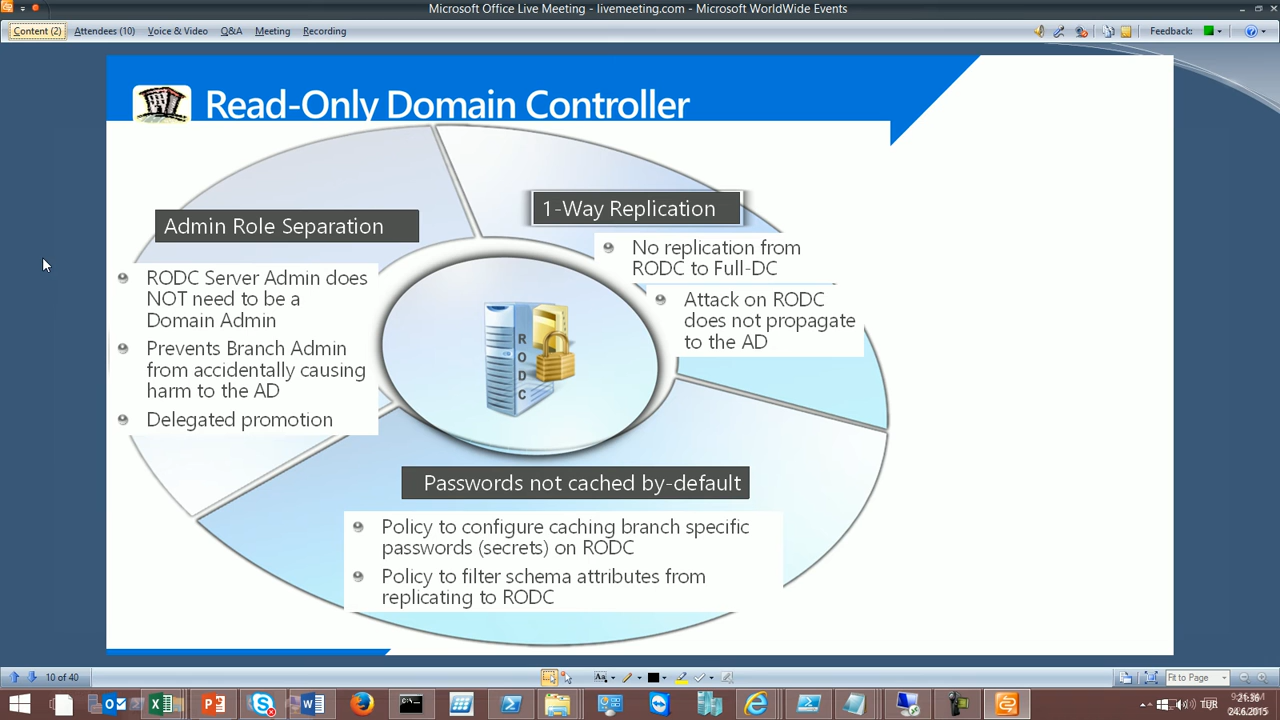 Microsoft Office Live Meeting - livemeeting.com - Microsoft WorldWide Events
Content (2)
Attendees (10)
Voice & Video
Q&A
Meeting
Recording
Feedback:
Read-Only Domain Controller
Admin Role Separation
RODC Server Admin does
NOT need to be a
Domain Admin
Prevents Branch Admin
from accidentally causing
harm to the AD
Delegated promotion
1-Way Replication
No replication from
RODC to Full-DC
Attack on RODC
does not propagate
to the AD
R
O
D
C
Passwords not cached by-default
Policy to configure caching branch specific
passwords (secrets) on RODC
Policy to filter schema attributes from
replicating to RODC
10 of 40
Aa
Fit to Page
TUR
21:36
24.6.2015